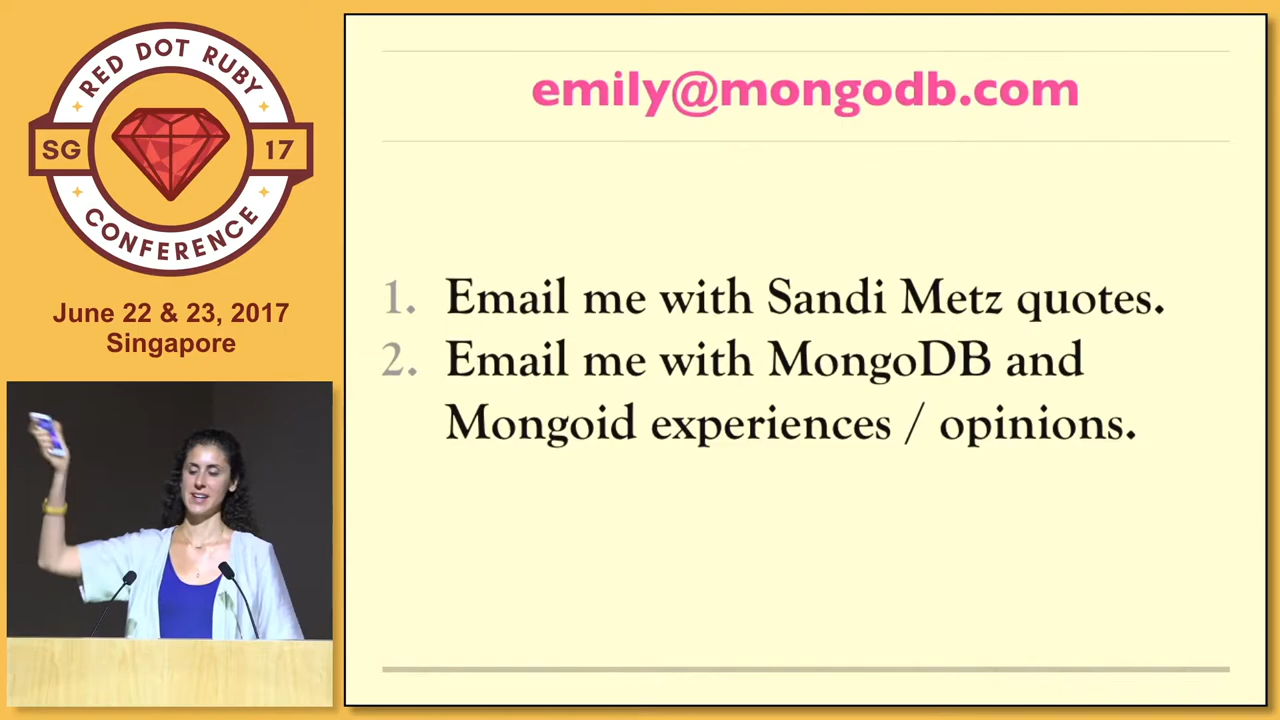 RED DOT RUBY
SG 17
CONFERENCE
June 22 & 23, 2017
Singapore
emily@mongodb.com
1. Email me with Sandi Metz quotes.
2. Email me with MongoDB and
Mongoid experiences / opinions.